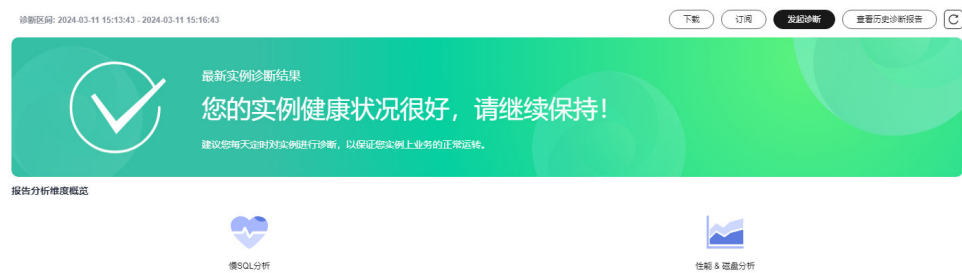 诊断区间: 2024-03-11 15:13:43 - 2024-03-11 15:16:43
下载 订阅 发起诊断 查看历史诊断报告
最新实例诊断结果
您的实例健康状况很好，请继续保持！
建议您每天定时对实例进行诊断，以保证您实例上业务的正常运转。
报告分析维度概览
慢SQL分析 性能 & 磁盘分析